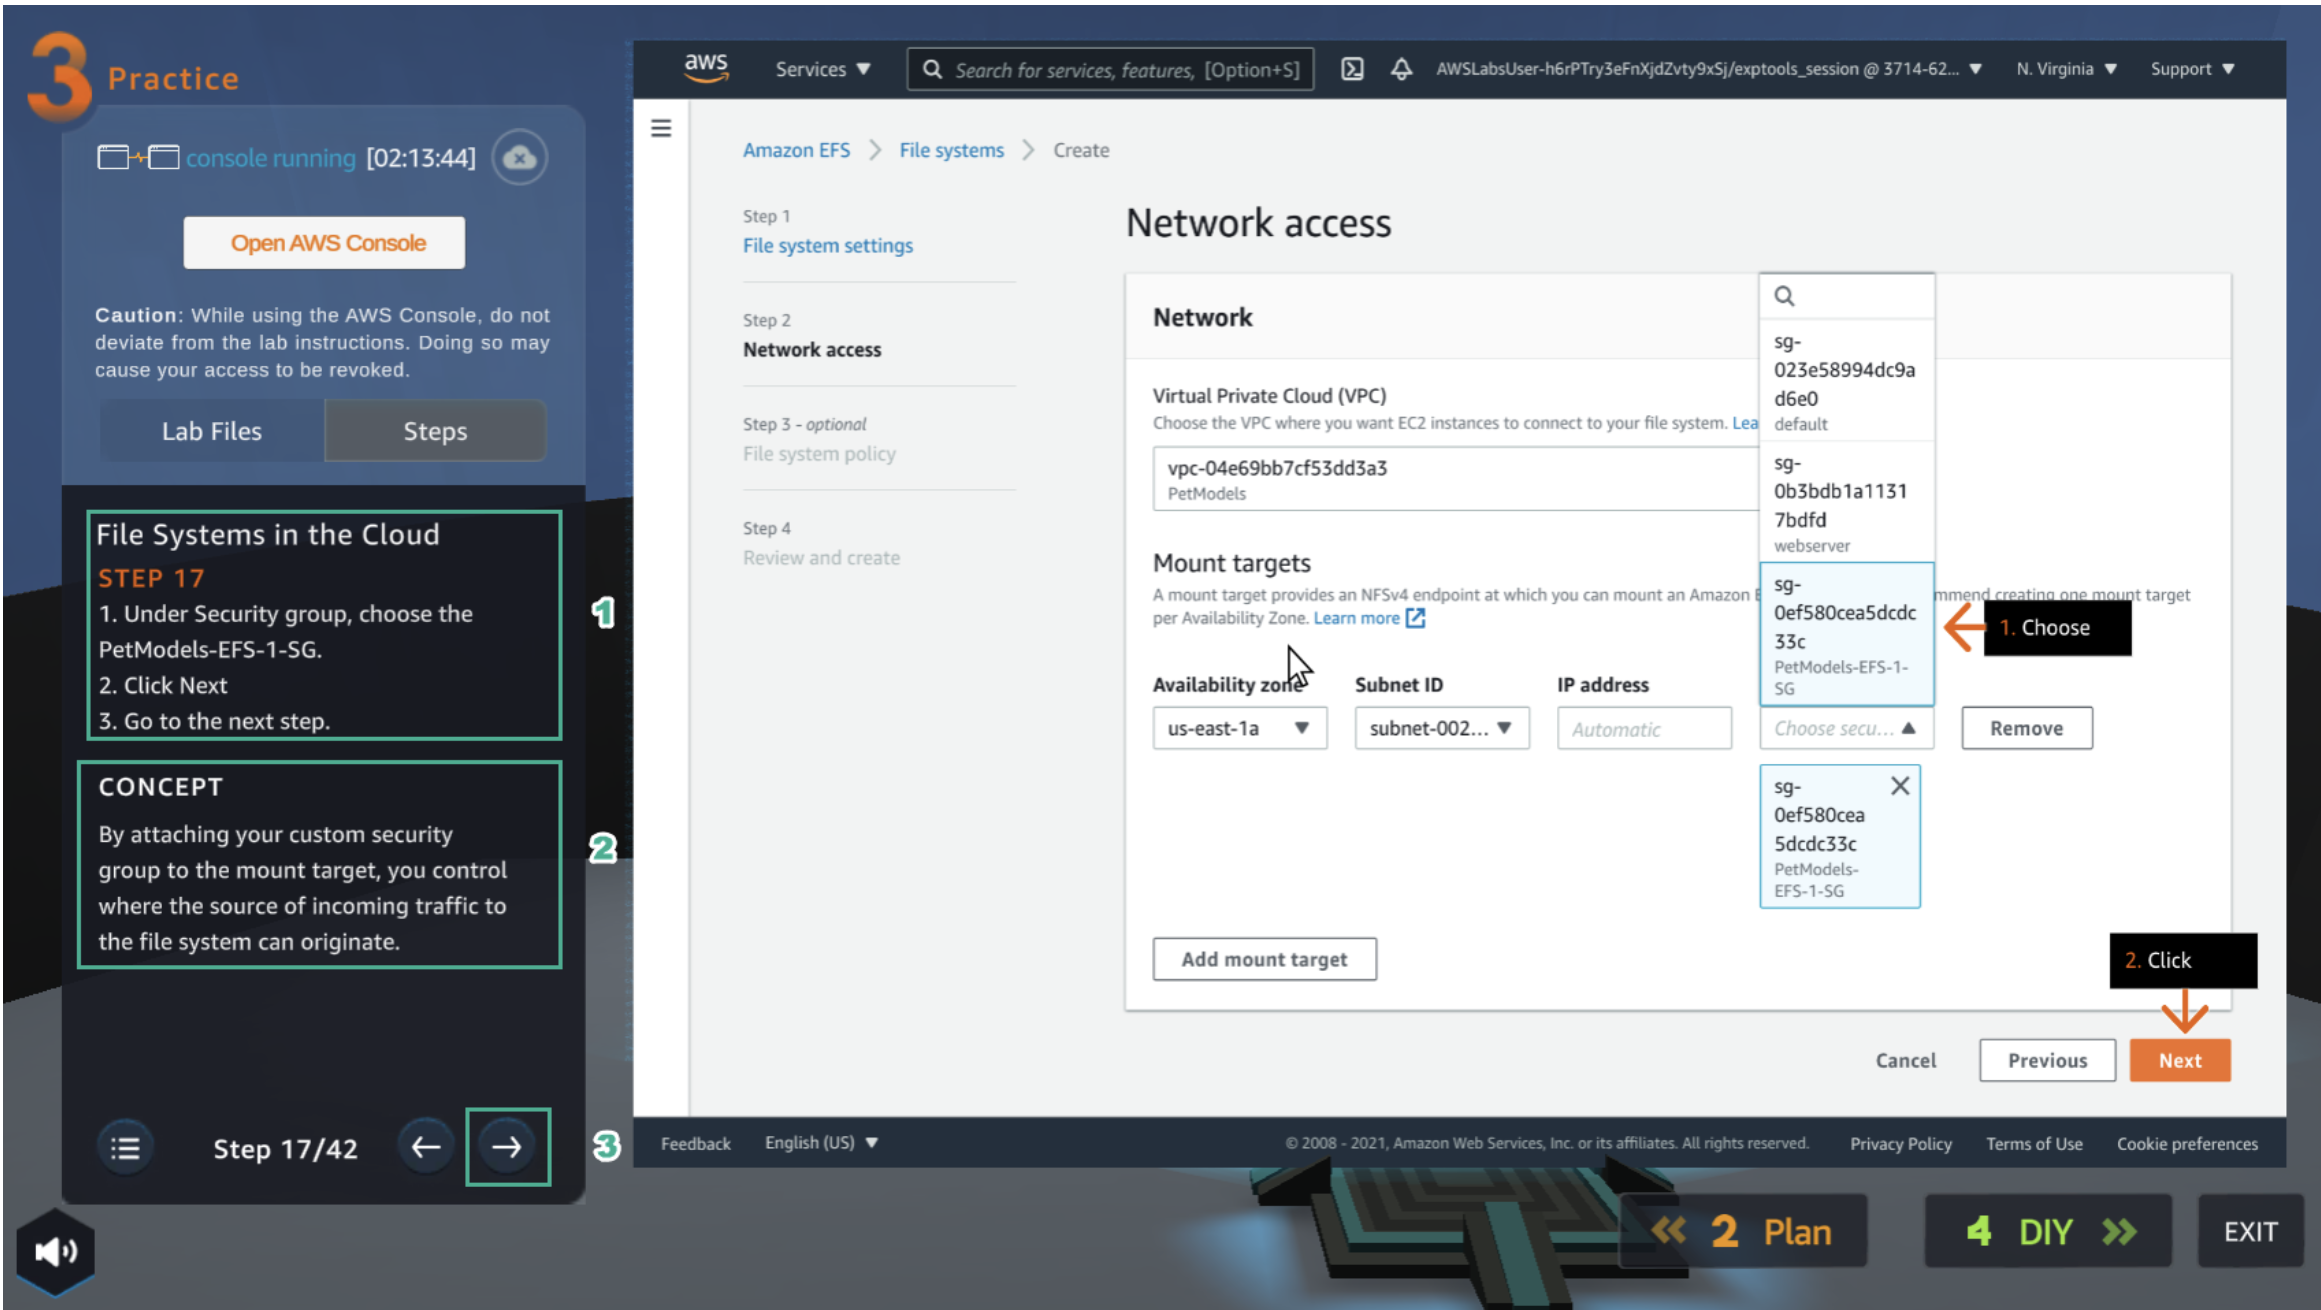 3 Practice
console running [02:13:44]
Open AWS Console
Caution: While using the AWS Console, do not
deviate from the lab instructions. Doing so may
cause your access to be revoked.
Lab Files
Steps
File Systems in the Cloud
STEP 17
1. Under Security group, choose the
PetModels-EFS-1-SG.
2. Click Next
3. Go to the next step.
1
CONCEPT
By attaching your custom security
group to the mount target, you control
where the source of incoming traffic to
the file system can originate.
2
Step 17/42
3
aws
Services
Search for services, features, [Option+S]
AWSLabsUser-h6rPTry3eFnXjdZvty9xSj/exptools_session @ 3714-62...
N. Virginia
Support
Amazon EFS
File systems
Create
Step 1
File system settings
Step 2
Network access
Step 3 - optional
File system policy
Step 4
Review and create
Network access
Network
Virtual Private Cloud (VPC)
Choose the VPC where you want EC2 instances to connect to your file system. Lea
vpc-04e69bb7cf53dd3a3
PetModels
Mount targets
A mount target provides an NFSv4 endpoint at which you can mount an Amazon E
mmend creating one mount target
per Availability Zone. Learn more
Availability zone
Subnet ID
IP address
us-east-1a
subnet-002...
Automatic
Choose secu...
Remove
sg-
023e58994dc9a
d6e0
default
sg-
0b3bdb1a1131
7bdfd
webserver
sg-
0ef580cea5dcdc
33c
PetModels-EFS-1-
SG
1. Choose
sg-
0ef580cea
5dcdc33c
PetModels-
EFS-1-SG
Add mount target
2. Click
Cancel
Previous
Next
Feedback
English (US)
© 2008 - 2021, Amazon Web Services, Inc. or its affiliates. All rights reserved.
Privacy Policy
Terms of Use
Cookie preferences
2 Plan
4 DIY
EXIT